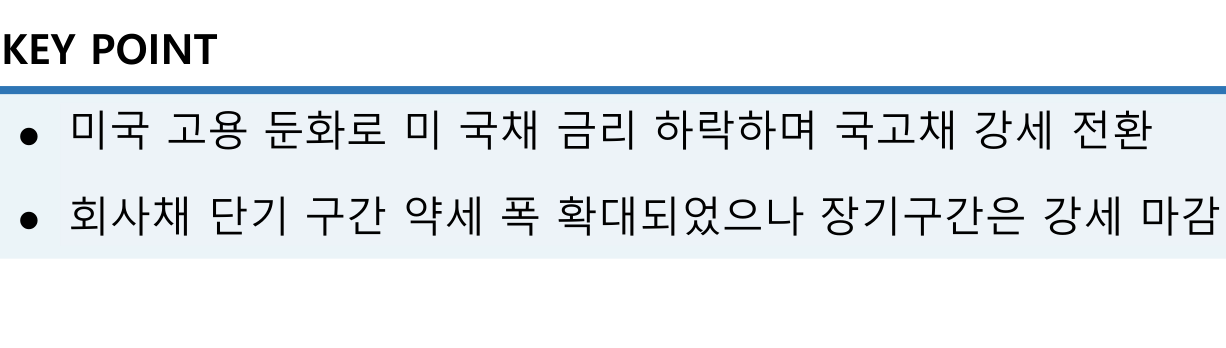 KEY POINT
● 미국 고용 둔화로 미 국채 금리 하락하며 국고채 강세 전환
● 회사채 단기 구간 약세 폭 확대되었으나 장기구간은 강세 마감